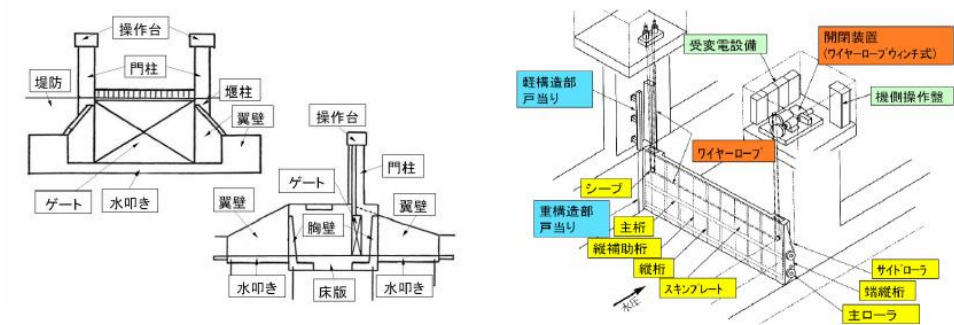 操作台
門柱
堤防
堰柱
翼壁
ゲート
水叩き
操作台
門柱
ゲート
翼壁
翼壁
胸壁
水叩き
床版
水叩き
受変電設備
開閉装置
(ワイヤーロープウィンチ式)
軽構造部
戸当り
機側操作盤
ワイヤーロープ
シーブ
重構造部
戸当り
主桁
縦補助桁
縦桁
スキンプレート
サイドローラ
端縦桁
主ローラ
水圧